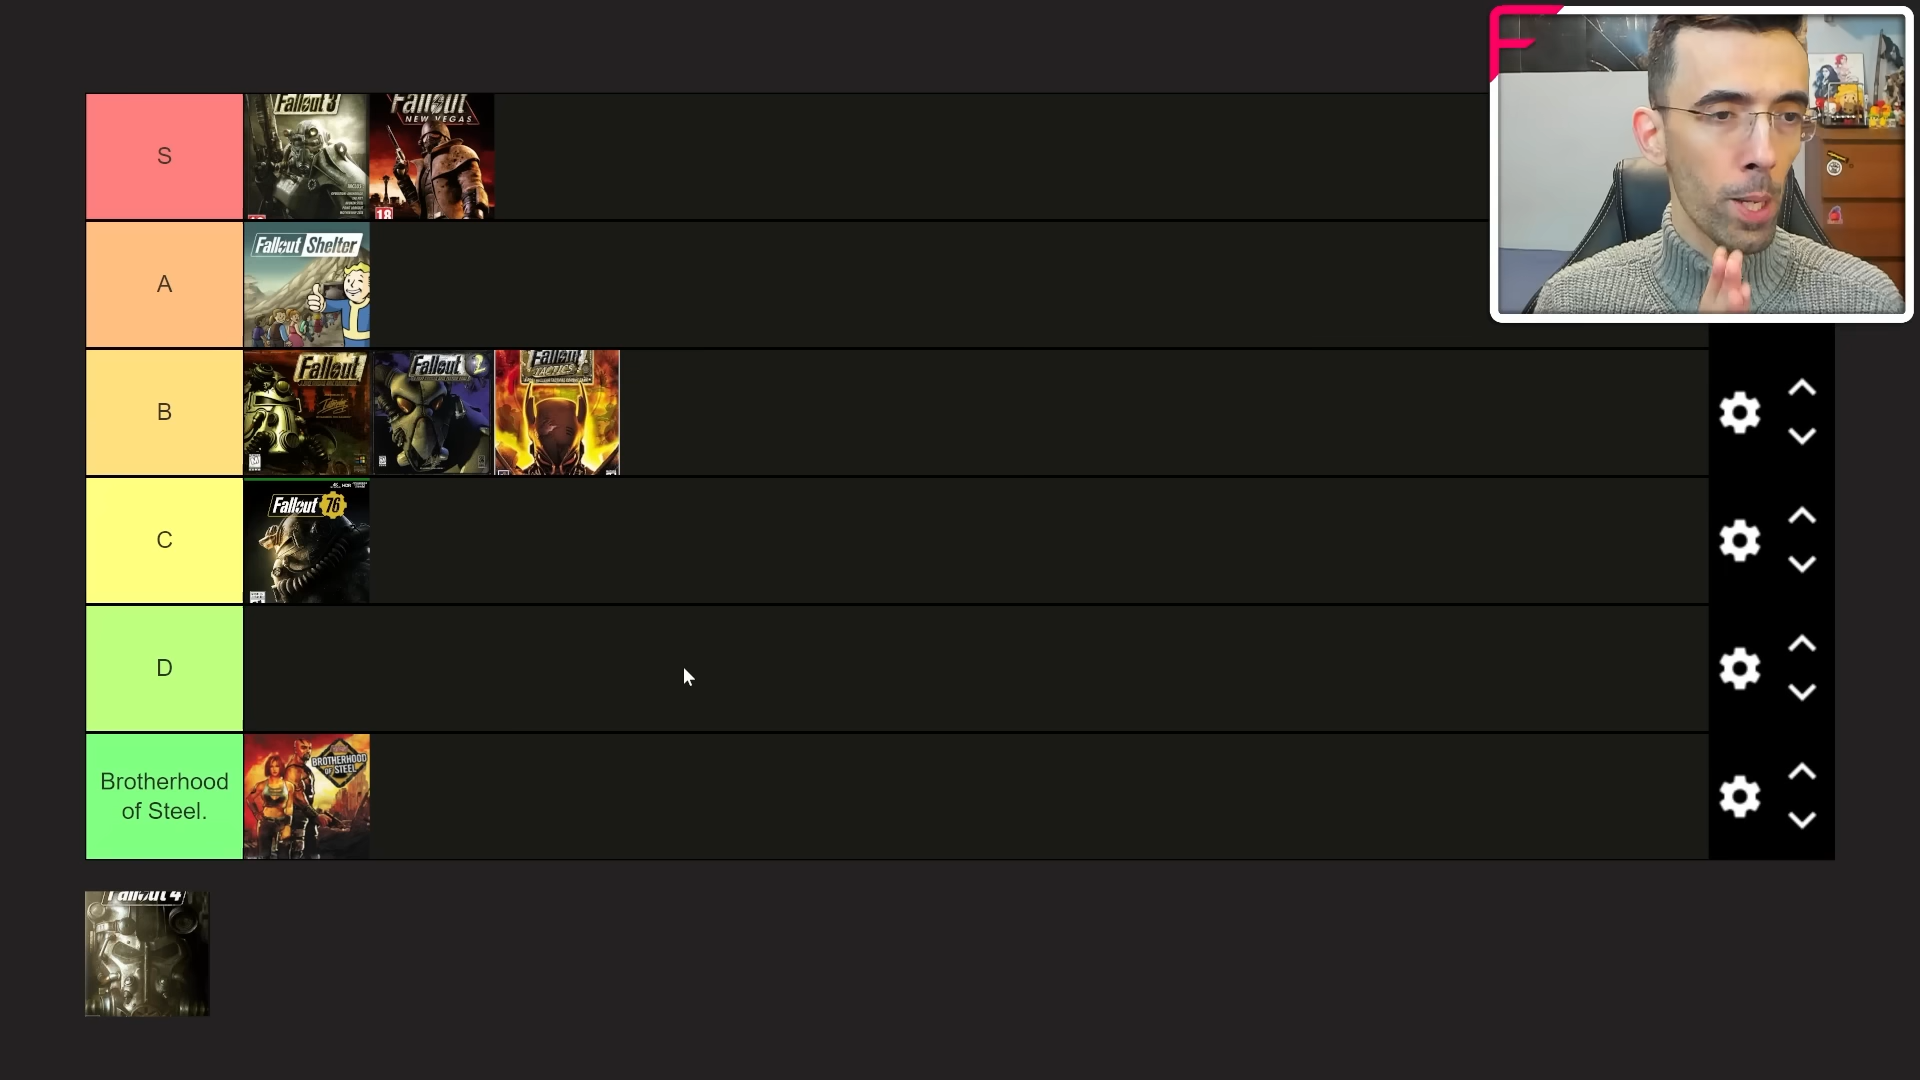 S
Fallout 3
Fallout
NEW VEGAS
18
A
Fallout Shelter
B
Fallout
Fallout 2
Fallout
TACTICS
C
Fallout 76
D
Brotherhood
of Steel.
BROTHERHOOD
OF STEEL
Fallout 4